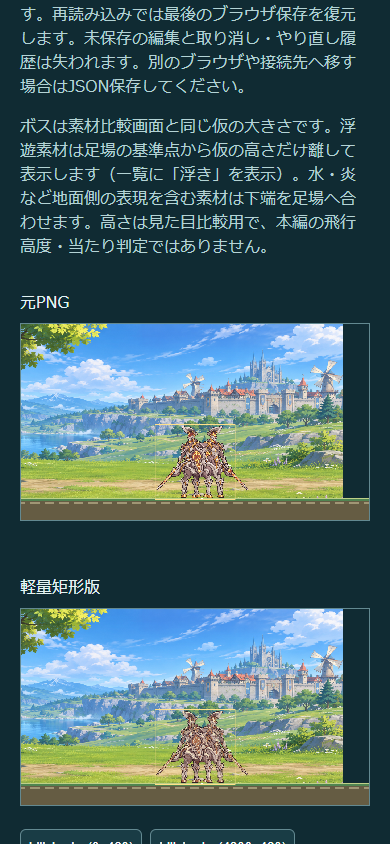 す。再読み込みでは最後のブラウザ保存を復元
します。未保存の編集と取り消し・やり直し履
歴は失われます。別のブラウザや接続先へ移す
場合はJSON保存してください。
ボスは素材比較画面と同じ仮の大きさです。浮
遊素材は足場の基準点から仮の高さだけ離して
表示します（一覧に「浮き」を表示）。水・炎
など地面側の表現を含む素材は下端を足場へ合
わせます。高さは見た目比較用で、本編の飛行
高度・当たり判定ではありません。
元PNG
軽量矩形版